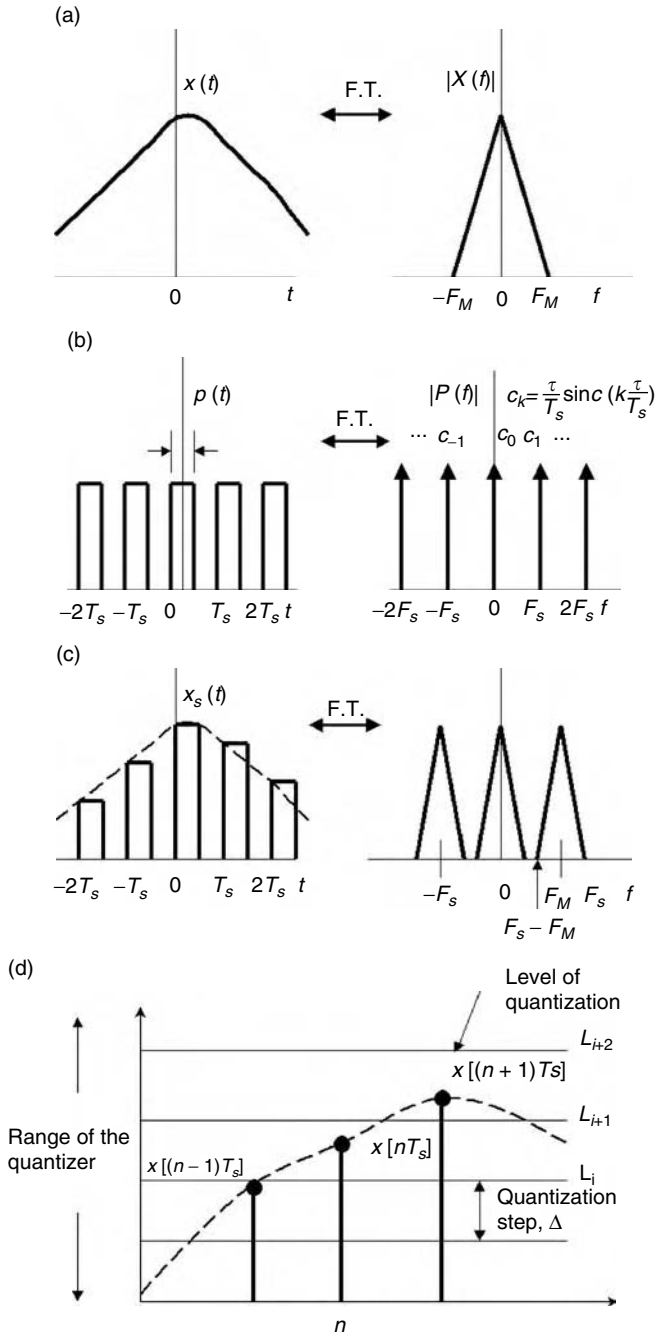 (a)
x (t)
F.T.
|X (f)|
0
t
−F_M
0
F_M
f
(b)
p (t)
F.T.
|P (f)|
c_k= τ/T_s sinc (k τ/T_s)
... c_−1 c_0 c_1 ...
−2T_s −T_s 0 T_s 2T_s t
−2F_s −F_s 0 F_s 2F_s f
(c)
x_s (t)
F.T.
−2T_s −T_s 0 T_s 2T_s t
−F_s 0 F_M F_s f
F_s − F_M
(d)
Level of
quantization
L_i+2
x [(n + 1)Ts]
L_i+1
Range of the
quantizer
x [(n − 1)T_s]
x [nT_s]
L_i
Quantization
step, Δ
n